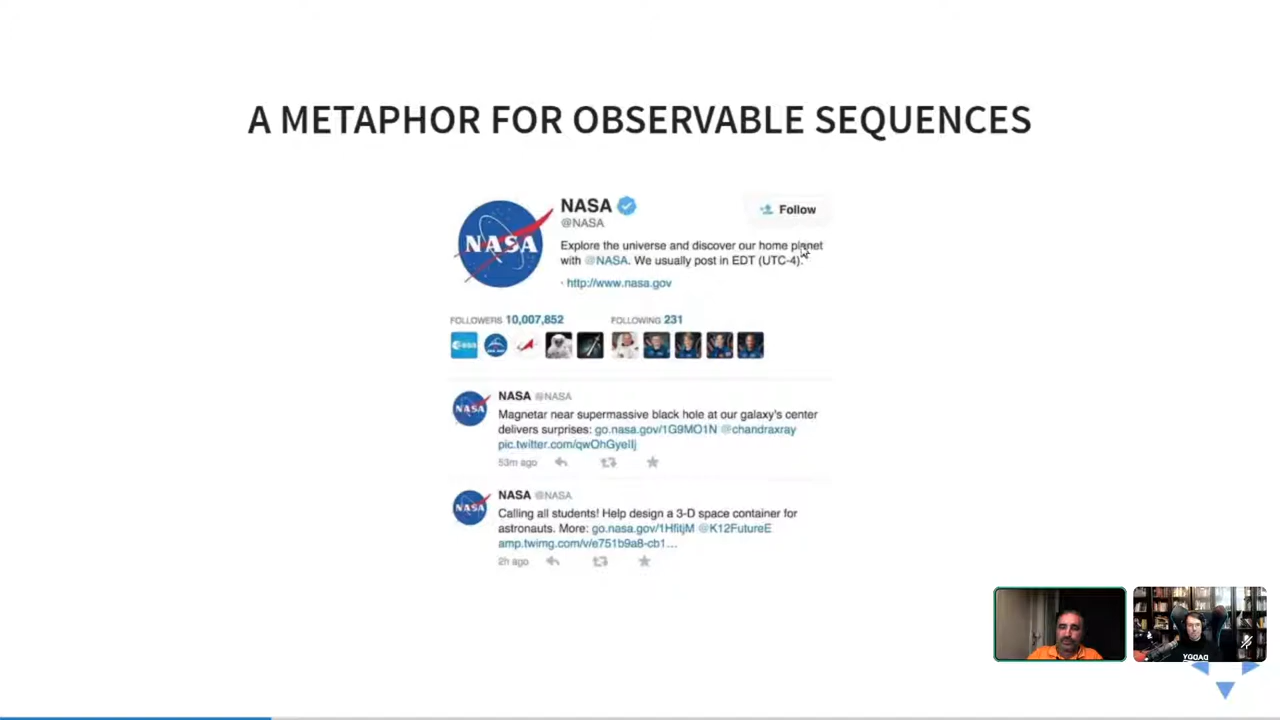 A METAPHOR FOR OBSERVABLE SEQUENCES
NASA
NASA
@NASA
Follow
Explore the universe and discover our home planet
with @NASA. We usually post in EDT (UTC-4).
· http://www.nasa.gov
FOLLOWERS 10,007,852
FOLLOWING 231
esa
NASA
NASA @NASA
Magnetar near supermassive black hole at our galaxy's center
delivers surprises: go.nasa.gov/1G9MO1N @chandraxray
53m ago
NASA
NASA @NASA
Calling all students! Help design a 3-D space container for
astronauts. More: go.nasa.gov/1HfitjM @K12FutureE
amp.twimg.com/v/e751b9a8-cb1...
2h ago